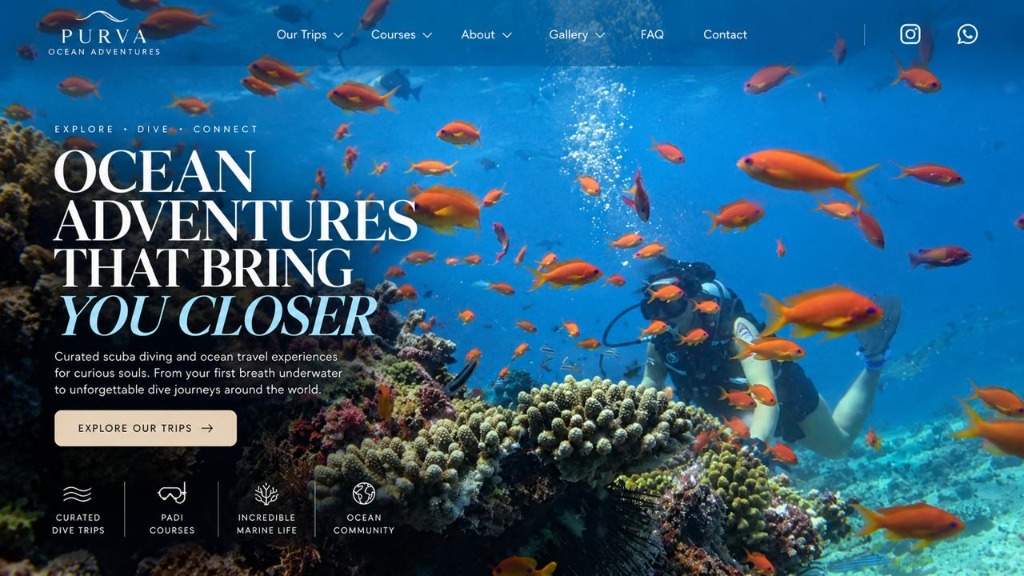 PURVA
OCEAN ADVENTURES
Our Trips
Courses
About
Gallery
FAQ
Contact
EXPLORE • DIVE • CONNECT
OCEAN
ADVENTURES
THAT BRING
YOU CLOSER
Curated scuba diving and ocean travel experiences
for curious souls. From your first breath underwater
to unforgettable dive journeys around the world.
EXPLORE OUR TRIPS →
CURATED
DIVE TRIPS
PADI
COURSES
INCREDIBLE
MARINE LIFE
OCEAN
COMMUNITY